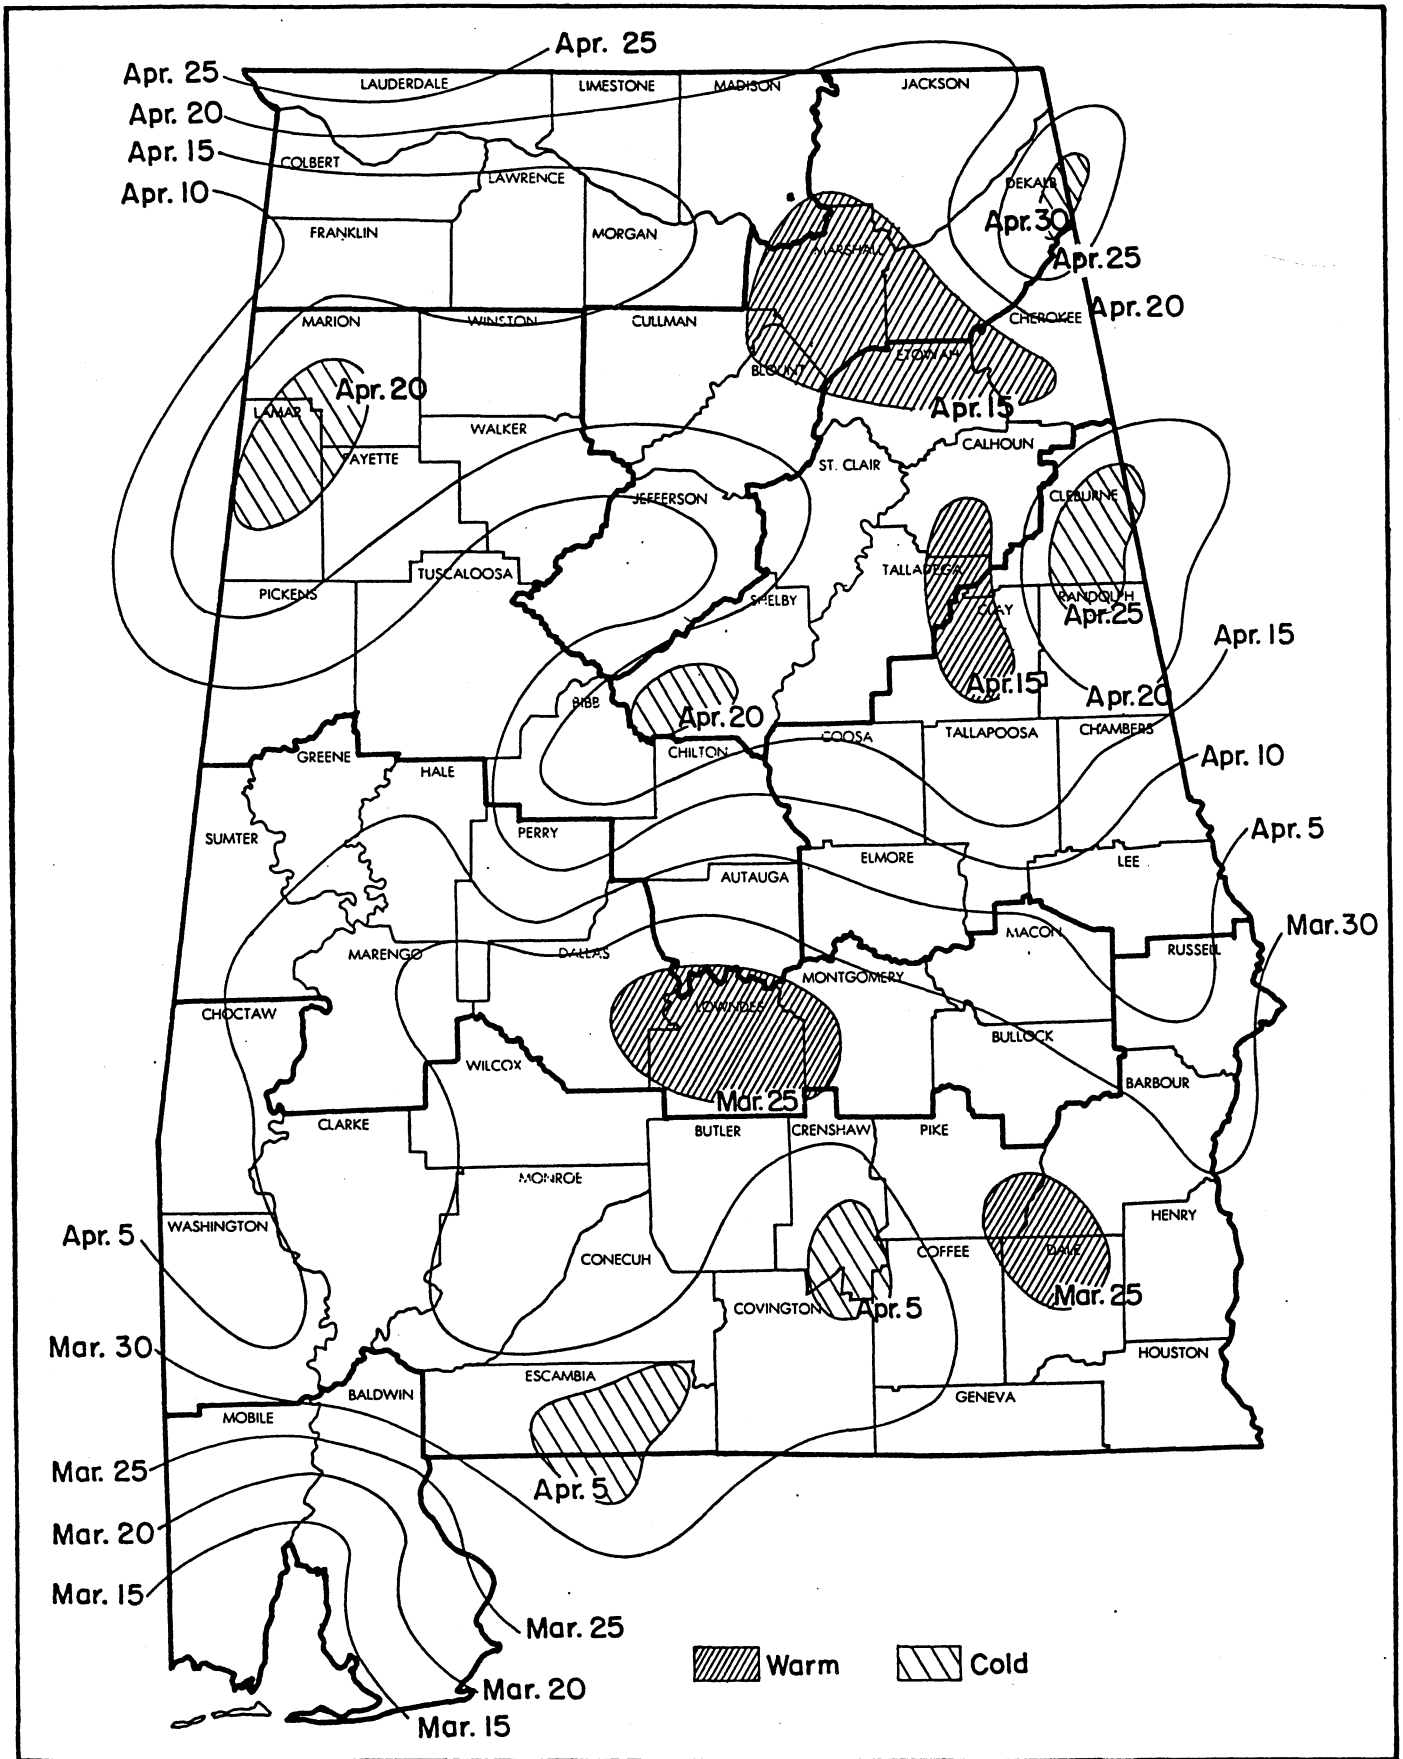 Apr. 25
Apr. 25
LAUDERDALE
LIMESTONE
MADISON
JACKSON
Apr. 20
Apr. 15
COLBERT
LAWRENCE
DEKALB
Apr. 10
Apr. 30
FRANKLIN
MORGAN
MARSHALL
Apr. 25
Apr. 20
MARION
WINSTON
CULLMAN
CHEROKEE
ETOWAH
BLOUNT
Apr. 20
LAMAR
Apr. 15
WALKER
CALHOUN
FAYETTE
ST. CLAIR
JEFFERSON
CLEBURNE
TUSCALOOSA
TALLADEGA
PICKENS
SHELBY
CLAY
RANDOLPH
Apr. 25
Apr. 15
Apr. 15
Apr. 20
BIBB
Apr. 20
COOSA
TALLAPOOSA
CHAMBERS
CHILTON
Apr. 10
GREENE
HALE
Apr. 5
SUMTER
PERRY
ELMORE
LEE
AUTAUGA
Mar. 30
MACON
MARENGO
DALLAS
RUSSELL
MONTGOMERY
CHOCTAW
LOWNDES
BULLOCK
WILCOX
BARBOUR
Mar. 25
CLARKE
BUTLER
CRENSHAW
PIKE
MONROE
WASHINGTON
HENRY
Apr. 5
CONECUH
COFFEE
DALE
Mar. 25
COVINGTON
Apr. 5
Mar. 30
HOUSTON
ESCAMBIA
BALDWIN
GENEVA
MOBILE
Mar. 25
Apr. 5
Mar. 20
Mar. 15
Mar. 25
Warm
Cold
Mar. 20
Mar. 15